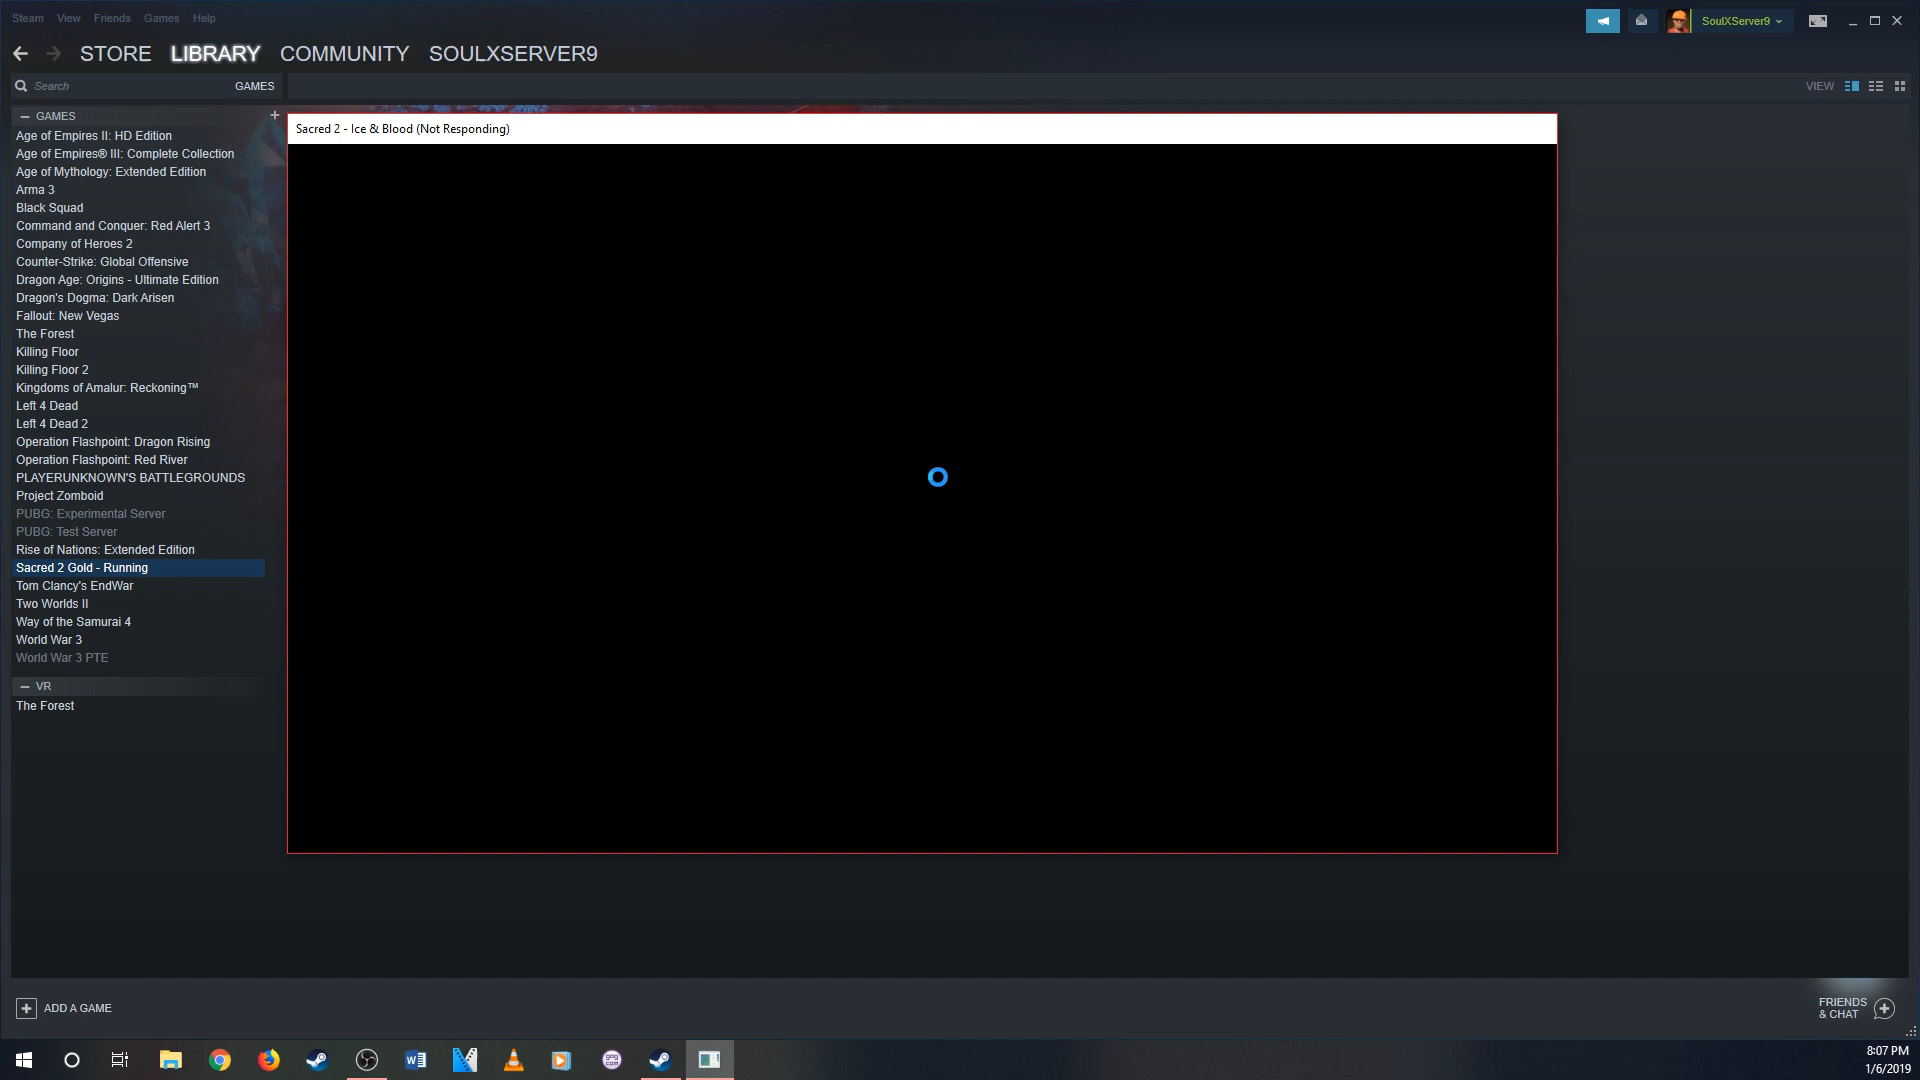 Steam View Friends Games Help
SoulXServer9
STORE LIBRARY COMMUNITY SOULXSERVER9
Search GAMES VIEW
GAMES
Sacred 2 - Ice & Blood (Not Responding)
Age of Empires II: HD Edition
Age of Empires® III: Complete Collection
Age of Mythology: Extended Edition
Arma 3
Black Squad
Command and Conquer: Red Alert 3
Company of Heroes 2
Counter-Strike: Global Offensive
Dragon Age: Origins - Ultimate Edition
Dragon's Dogma: Dark Arisen
Fallout: New Vegas
The Forest
Killing Floor
Killing Floor 2
Kingdoms of Amalur: Reckoning™
Left 4 Dead
Left 4 Dead 2
Operation Flashpoint: Dragon Rising
Operation Flashpoint: Red River
PLAYERUNKNOWN'S BATTLEGROUNDS
Project Zomboid
PUBG: Experimental Server
PUBG: Test Server
Rise of Nations: Extended Edition
Sacred 2 Gold - Running
Tom Clancy's EndWar
Two Worlds II
Way of the Samurai 4
World War 3
World War 3 PTE
VR
The Forest
ADD A GAME
FRIENDS
& CHAT
gog
com
8:07 PM
1/6/2019